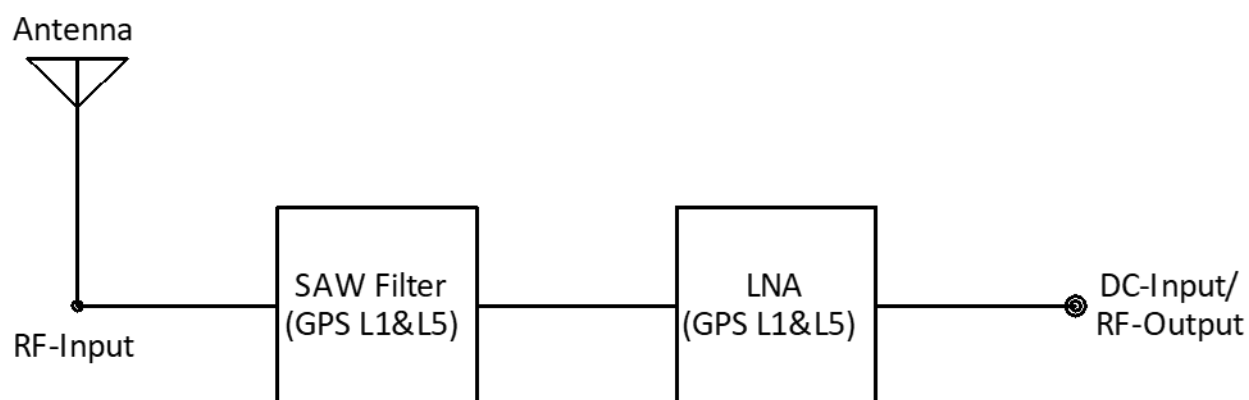 Antenna
SAW Filter
(GPS L1&L5)
LNA
(GPS L1&L5)
DC-Input/
RF-Output
RF-Input